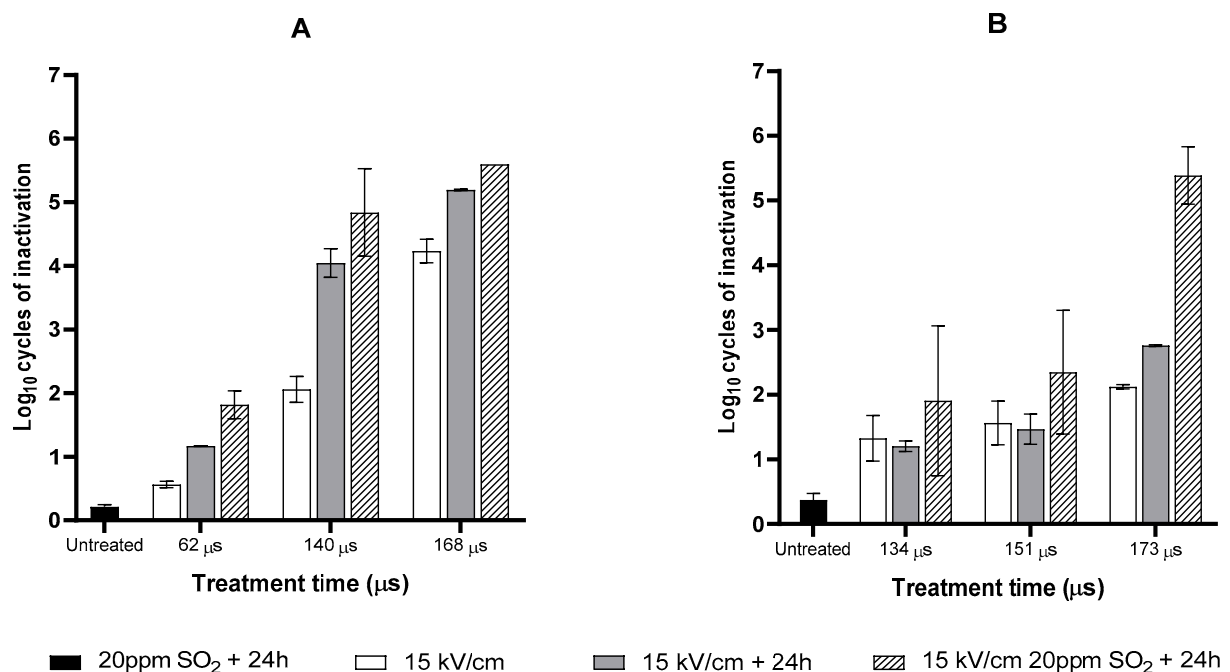 A
Log₁₀ cycles of inactivation
7
6
5
4
3
2
1
0
Untreated 62 μs 140 μs 168 μs
Treatment time (μs)
B
Log₁₀ cycles of inactivation
7
6
5
4
3
2
1
0
Untreated 134 μs 151 μs 173 μs
Treatment time (μs)
20ppm SO₂ + 24h 15 kV/cm 15 kV/cm + 24h 15 kV/cm 20ppm SO₂ + 24h